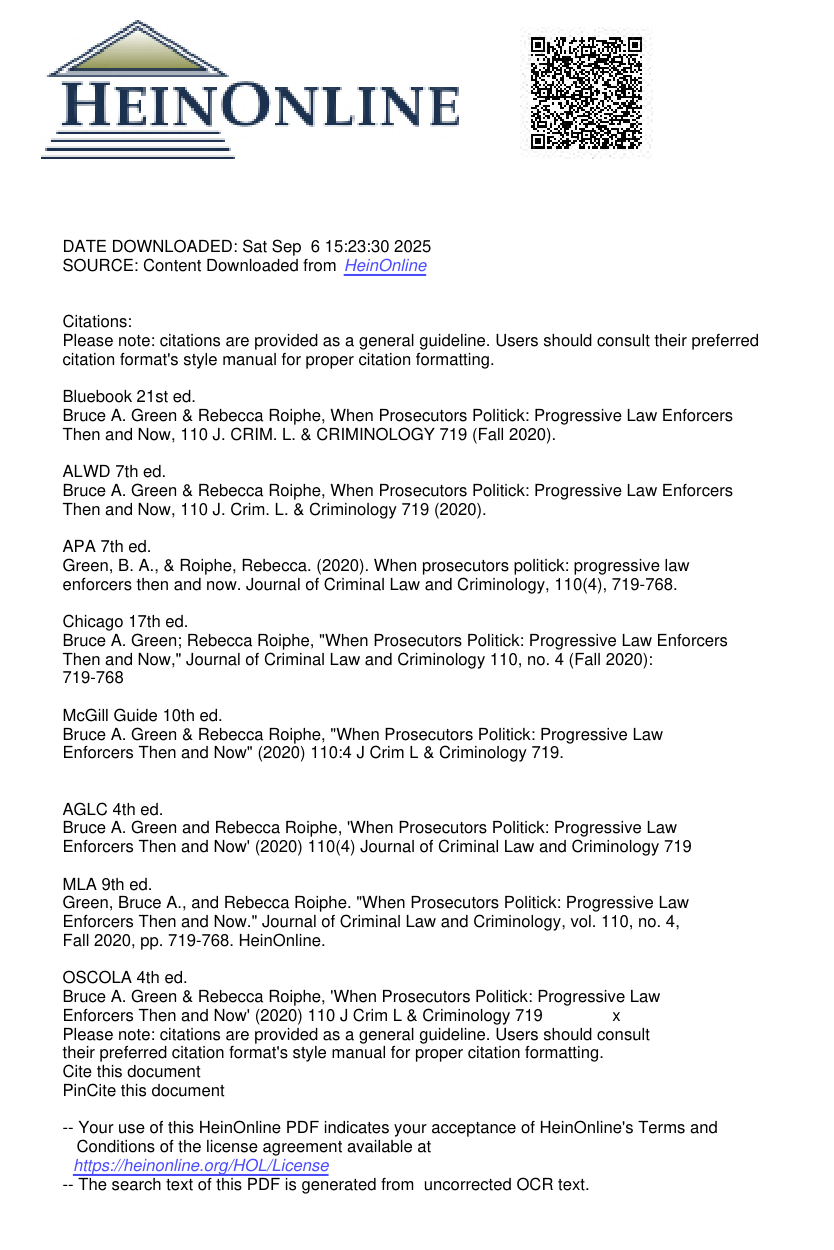 HEINONLINE
DATE DOWNLOADED: Sat Sep  6 15:23:30 2025
SOURCE: Content Downloaded from HeinOnline
Citations:
Please note: citations are provided as a general guideline. Users should consult their preferred
citation format's style manual for proper citation formatting.
Bluebook 21st ed.
Bruce A. Green & Rebecca Roiphe, When Prosecutors Politick: Progressive Law Enforcers
Then and Now, 110 J. CRIM. L. & CRIMINOLOGY 719 (Fall 2020).
ALWD 7th ed.
Bruce A. Green & Rebecca Roiphe, When Prosecutors Politick: Progressive Law Enforcers
Then and Now, 110 J. Crim. L. & Criminology 719 (2020).
APA 7th ed.
Green, B. A., & Roiphe, Rebecca. (2020). When prosecutors politick: progressive law
enforcers then and now. Journal of Criminal Law and Criminology, 110(4), 719-768.
Chicago 17th ed.
Bruce A. Green; Rebecca Roiphe, "When Prosecutors Politick: Progressive Law Enforcers
Then and Now," Journal of Criminal Law and Criminology 110, no. 4 (Fall 2020):
719-768
McGill Guide 10th ed.
Bruce A. Green & Rebecca Roiphe, "When Prosecutors Politick: Progressive Law
Enforcers Then and Now" (2020) 110:4 J Crim L & Criminology 719.
AGLC 4th ed.
Bruce A. Green and Rebecca Roiphe, 'When Prosecutors Politick: Progressive Law
Enforcers Then and Now' (2020) 110(4) Journal of Criminal Law and Criminology 719
MLA 9th ed.
Green, Bruce A., and Rebecca Roiphe. "When Prosecutors Politick: Progressive Law
Enforcers Then and Now." Journal of Criminal Law and Criminology, vol. 110, no. 4,
Fall 2020, pp. 719-768. HeinOnline.
OSCOLA 4th ed.
Bruce A. Green & Rebecca Roiphe, 'When Prosecutors Politick: Progressive Law
Enforcers Then and Now' (2020) 110 J Crim L & Criminology 719 x
Please note: citations are provided as a general guideline. Users should consult
their preferred citation format's style manual for proper citation formatting.
Cite this document
PinCite this document
-- Your use of this HeinOnline PDF indicates your acceptance of HeinOnline's Terms and
Conditions of the license agreement available at
https://heinonline.org/HOL/License
-- The search text of this PDF is generated from  uncorrected OCR text.